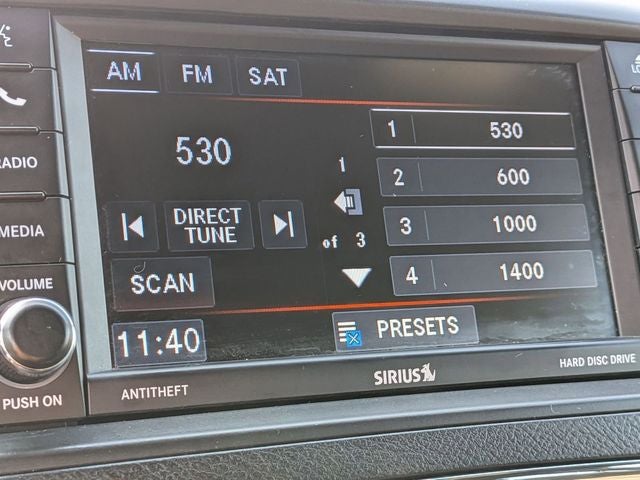 AM FM SAT
1 530
530
1
2 600
RADIO
DIRECT
TUNE
3 1000
MEDIA
of 3
4 1400
SCAN
VOLUME
11:40
PRESETS
PUSH ON
ANTITHEFT
SIRIUS
HARD DISC DRIVE